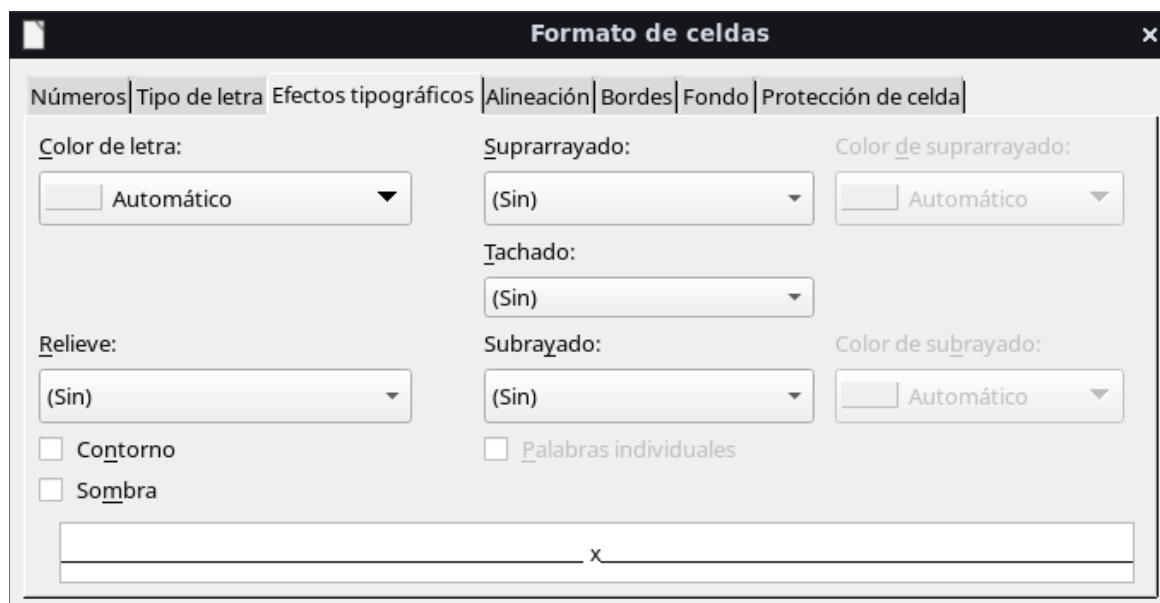 Formato de celdas
Números Tipo de letra Efectos tipográficos Alineación Bordes Fondo Protección de celda
Color de letra: Suprarrayado: Color de suprarrayado:
Automático (Sin) Automático
Tachado:
(Sin)
Relieve: Subrayado: Color de subrayado:
(Sin) (Sin) Automático
Contorno Palabras individuales
Sombra
x